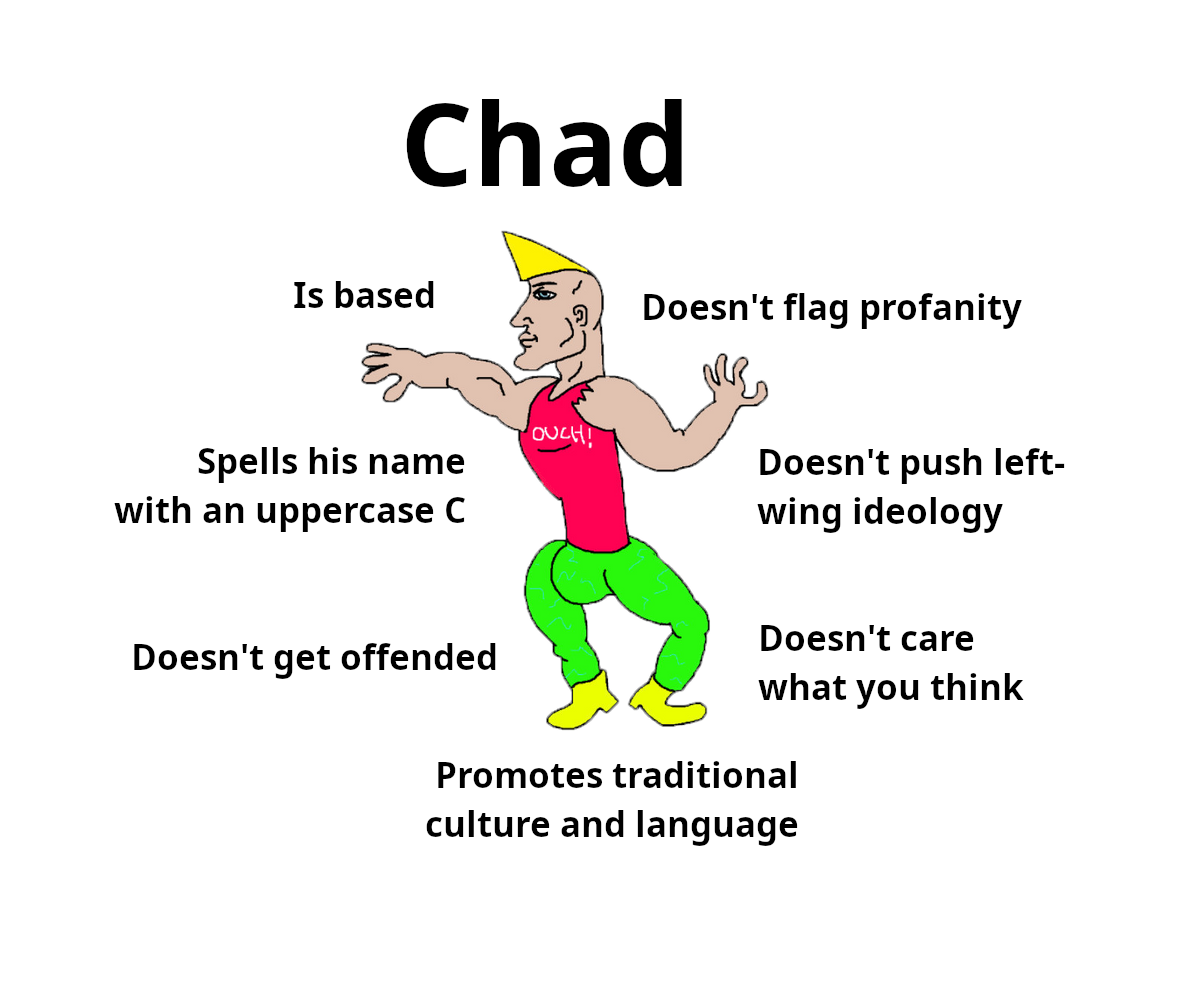 Chad
Is based
Doesn't flag profanity
OUCH!
Spells his name
with an uppercase C
Doesn't push left-
wing ideology
Doesn't get offended
Doesn't care
what you think
Promotes traditional
culture and language